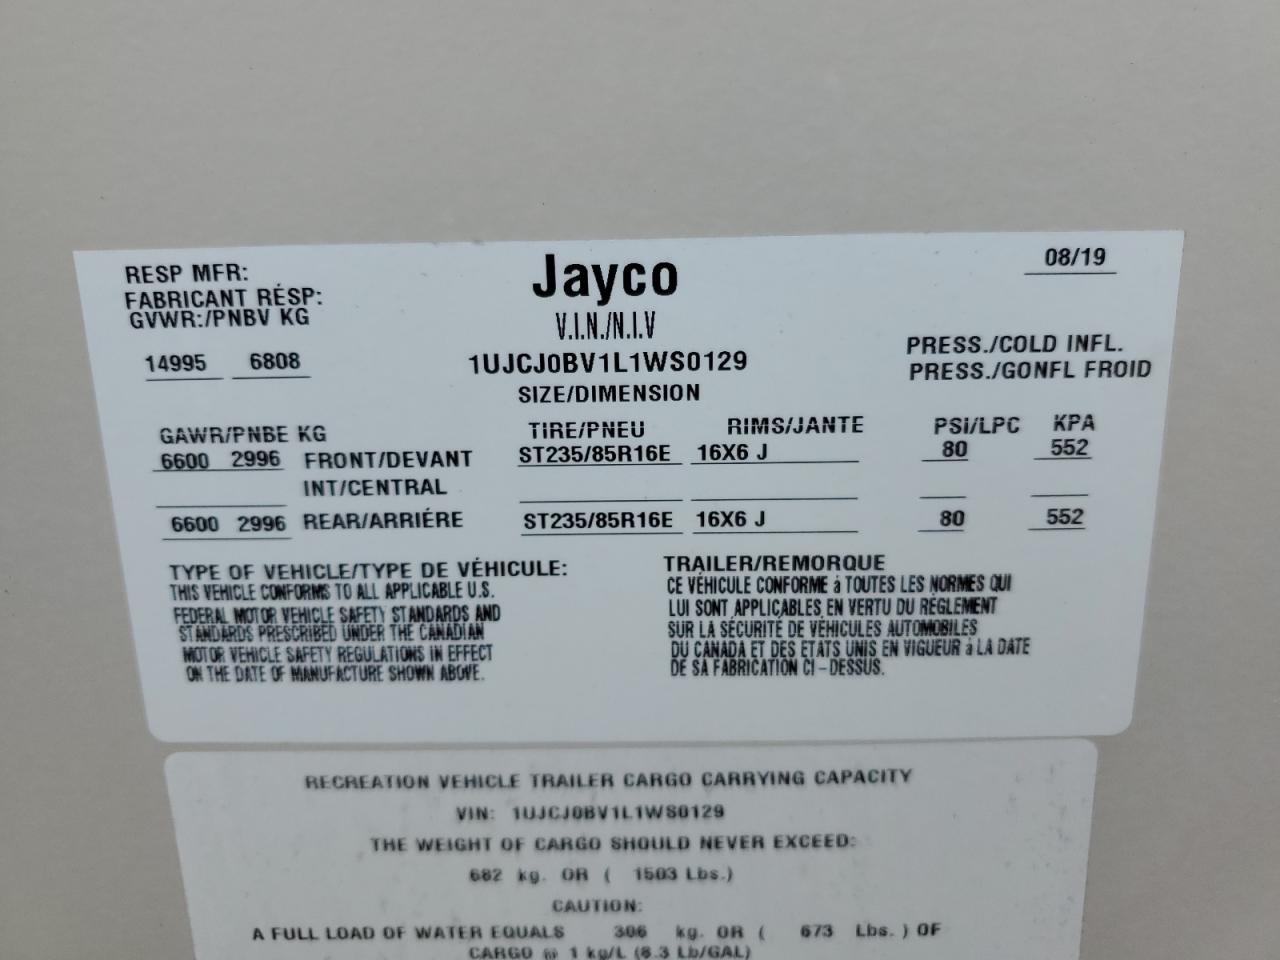 RESP MFR:
Jayco
08/19
FABRICANT RÉSP:
GVWR:/PNBV KG
V.I.N./N.I.V
14995 6808
1UJCJ0BV1L1WS0129
PRESS./COLD INFL.
PRESS./GONFL FROID
SIZE/DIMENSION
GAWR/PNBE KG TIRE/PNEU RIMS/JANTE PSI/LPC KPA
6600 2996 FRONT/DEVANT ST235/85R16E 16X6 J 80 552
INT/CENTRAL
6600 2996 REAR/ARRIÉRE ST235/85R16E 16X6 J 80 552
TYPE OF VEHICLE/TYPE DE VÉHICULE: TRAILER/REMORQUE
THIS VEHICLE CONFORMS TO ALL APPLICABLE U.S.
FEDERAL MOTOR VEHICLE SAFETY STANDARDS AND
STANDARDS PRESCRIBED UNDER THE CANADIAN
MOTOR VEHICLE SAFETY REGULATIONS IN EFFECT
ON THE DATE OF MANUFACTURE SHOWN ABOVE.
CE VÉHICULE CONFORME à TOUTES LES NORMES QUI
LUI SONT APPLICABLES EN VERTU DU RÉGLEMENT
SUR LA SÉCURITÉ DE VÉHICULES AUTOMOBILES
DU CANADA ET DES ÉTATS UNIS EN VIGUEUR à LA DATE
DE SA FABRICATION CI-DESSUS.
RECREATION VEHICLE TRAILER CARGO CARRYING CAPACITY
VIN: 1UJCJ0BV1L1WS0129
THE WEIGHT OF CARGO SHOULD NEVER EXCEED:
682 kg. OR ( 1503 Lbs.)
CAUTION:
A FULL LOAD OF WATER EQUALS 306 kg. OR ( 673 Lbs. ) OF
CARGO @ 1 kg/L (8.3 Lb/GAL)